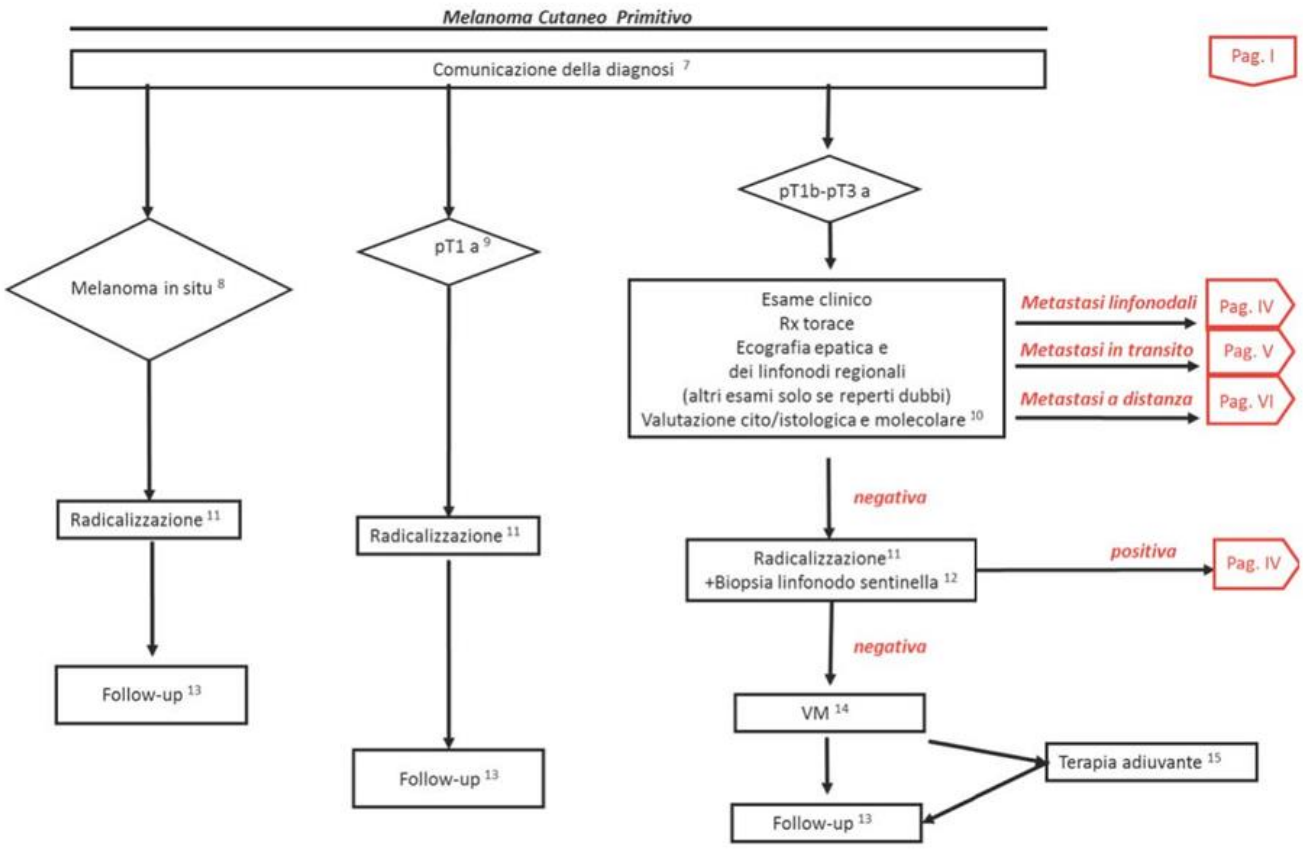 Melanoma Cutaneo Primitivo
Comunicazione della diagnosi 7
Pag. I
pT1b-pT3 a
pT1 a 9
Melanoma in situ 8
Esame clinico
Rx torace
Ecografia epatica e
dei linfonodi regionali
(altri esami solo se reperti dubbi)
Valutazione cito/istologica e molecolare 10
Metastasi linfonodali
Pag. IV
Metastasi in transito
Pag. V
Metastasi a distanza
Pag. VI
negativa
Radicalizzazione 11
Radicalizzazione 11
Radicalizzazione11
+Biopsia linfonodo sentinella 12
positiva
Pag. IV
negativa
Follow-up 13
VM 14
Follow-up 13
Terapia adiuvante 15
Follow-up 13